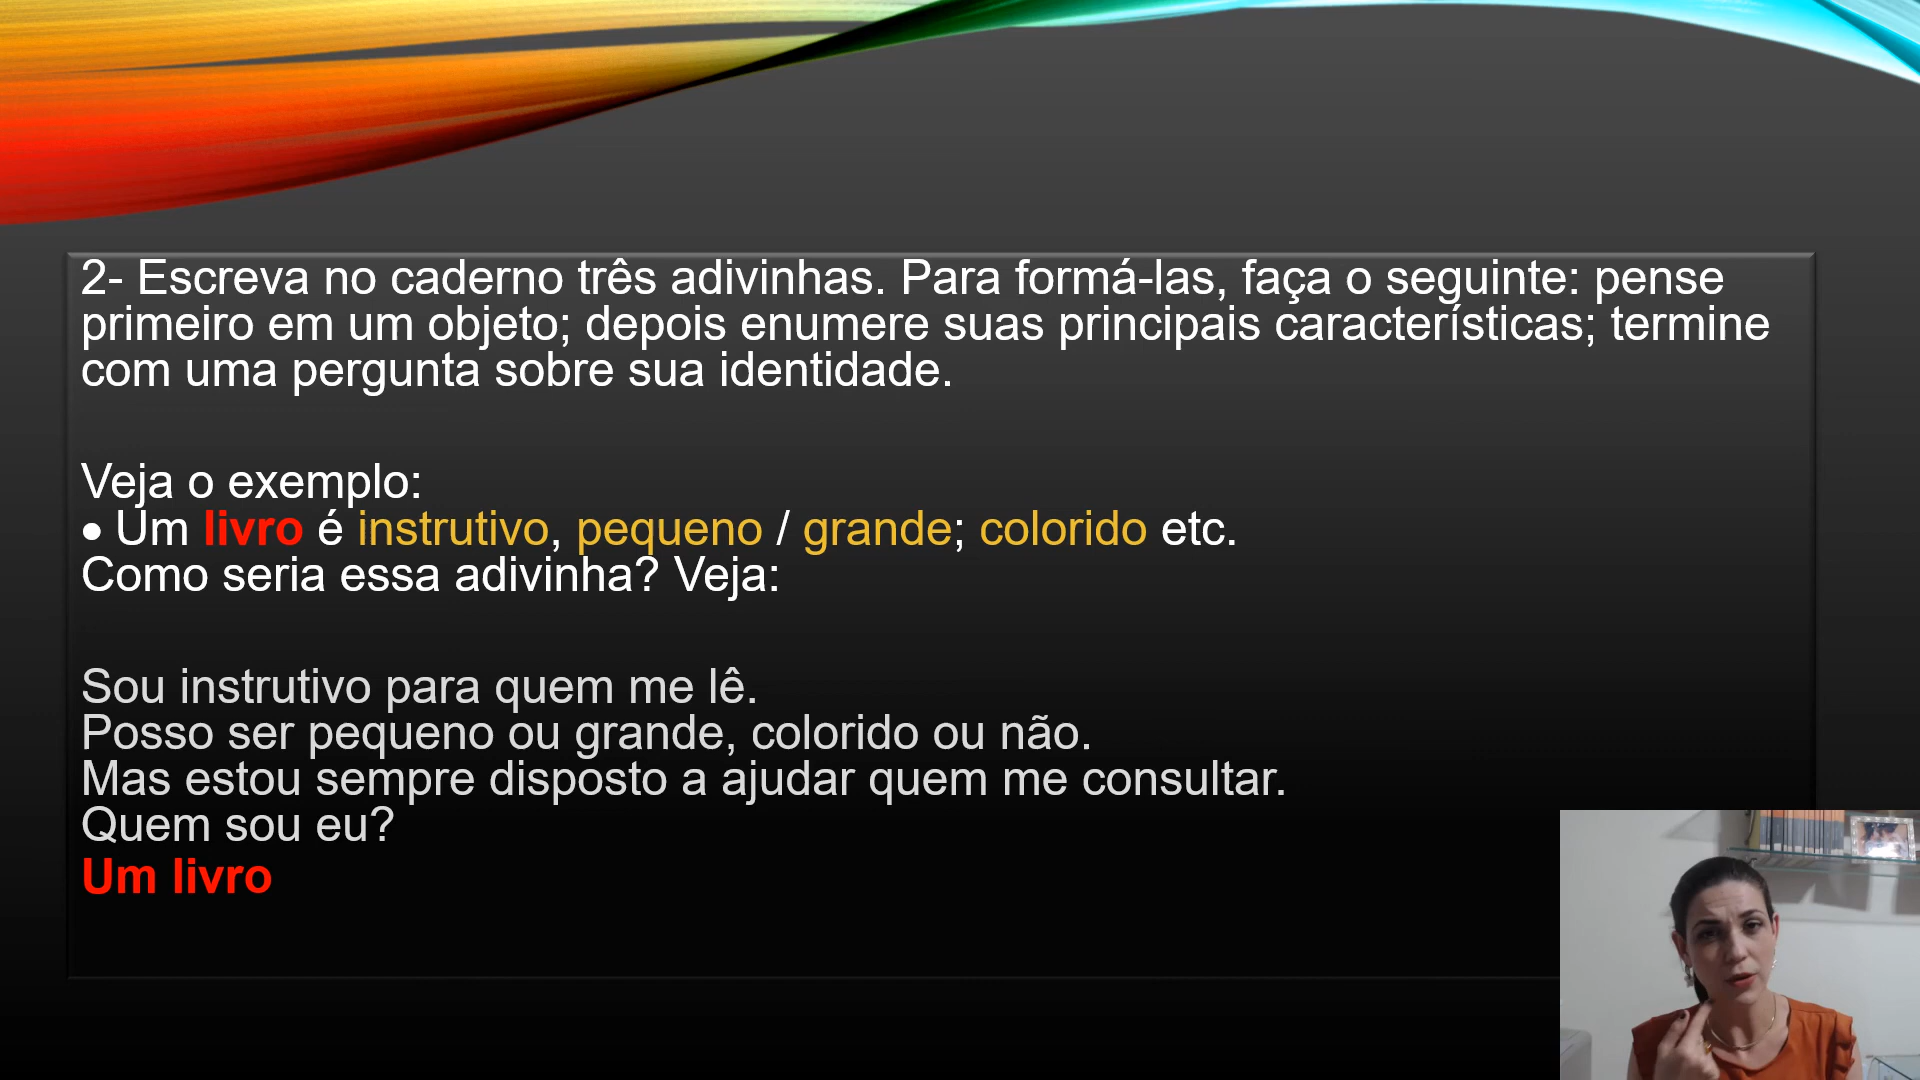 2- Escreva no caderno três adivinhas. Para formá-las, faça o seguinte: pense
primeiro em um objeto; depois enumere suas principais características; termine
com uma pergunta sobre sua identidade.
Veja o exemplo:
• Um livro é instrutivo, pequeno / grande; colorido etc.
Como seria essa adivinha? Veja:
Sou instrutivo para quem me lê.
Posso ser pequeno ou grande, colorido ou não.
Mas estou sempre disposto a ajudar quem me consultar.
Quem sou eu?
Um livro